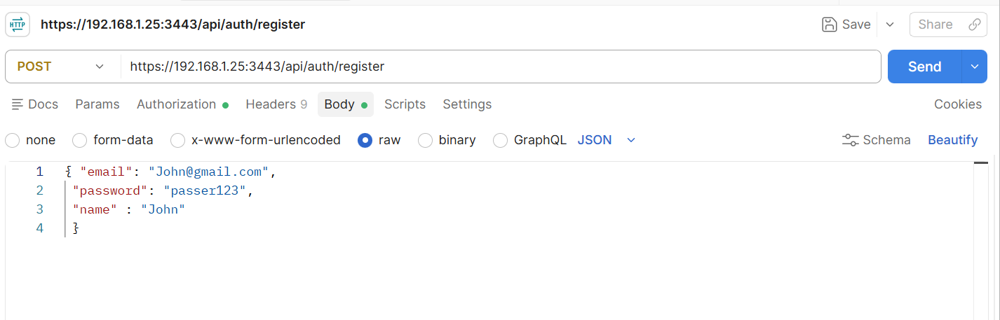 HTTP https://192.168.1.25:3443/api/auth/register Save Share
POST https://192.168.1.25:3443/api/auth/register Send
Docs Params Authorization Headers 9 Body Scripts Settings Cookies
none form-data x-www-form-urlencoded raw binary GraphQL JSON Schema Beautify
1 { "email": "John@gmail.com",
2 "password": "passer123",
3 "name" : "John"
4 }